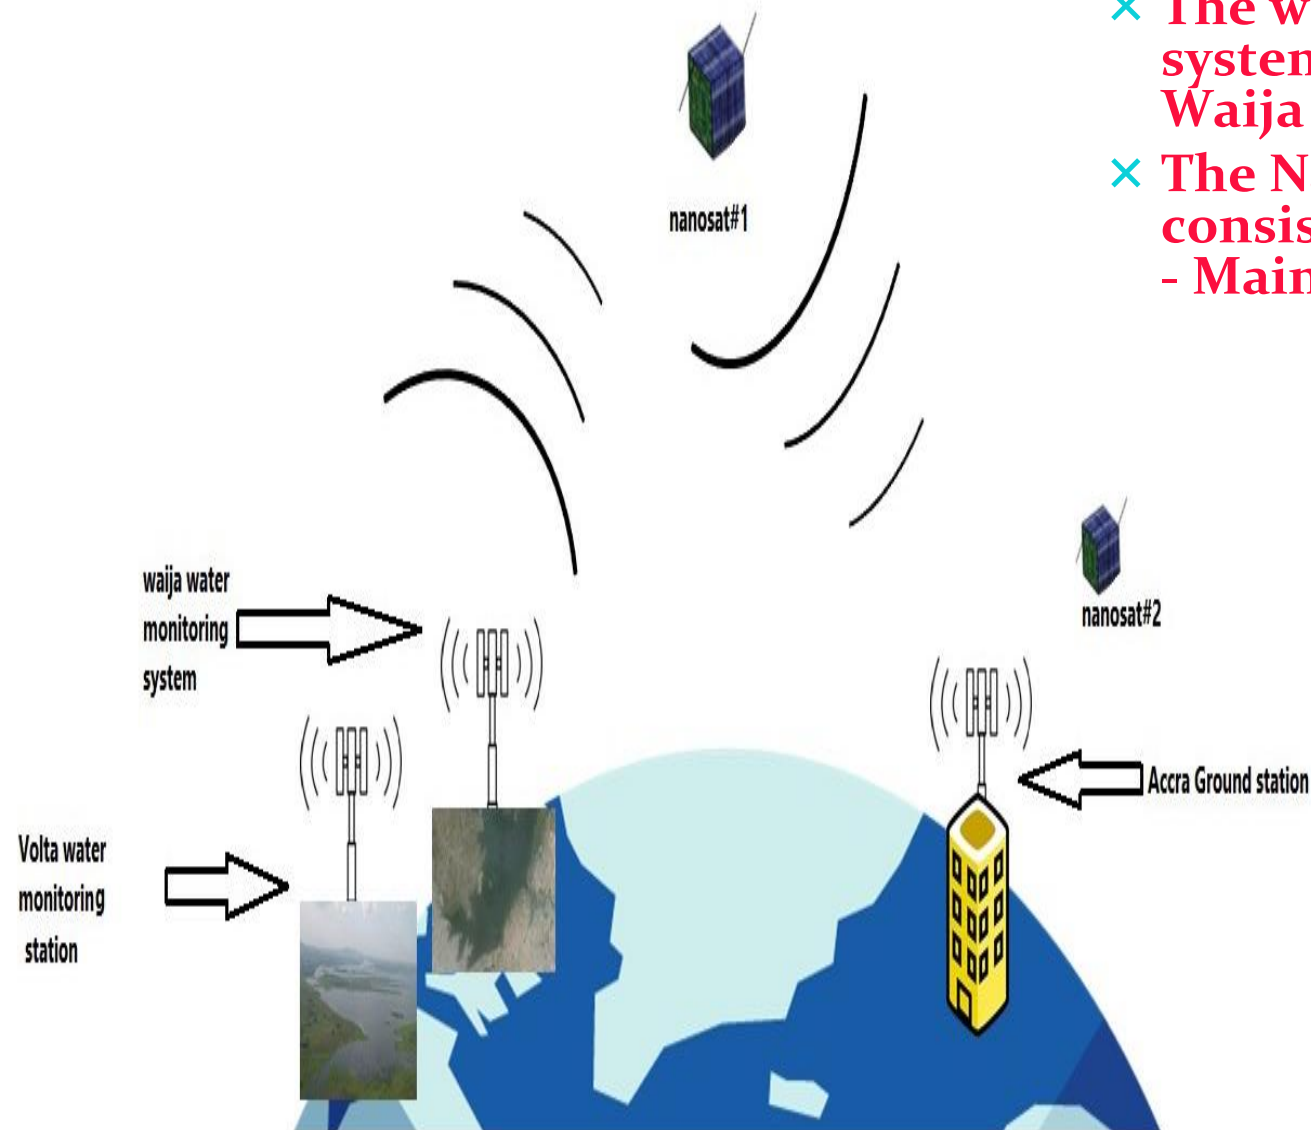 × The w
system
Waija
× The N
consis
- Main
nanosat#1
nanosat#2
waija water
monitoring
system
Accra Ground station
Volta water
monitoring
station